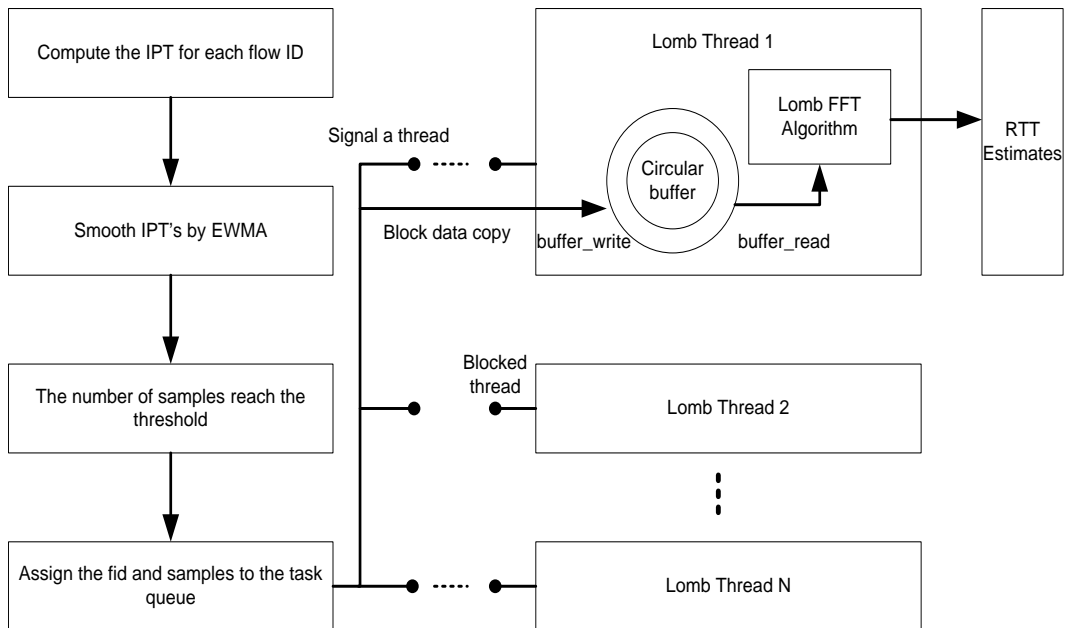 Compute the IPT for each flow ID
Smooth IPT's by EWMA
The number of samples reach the
threshold
Assign the fid and samples to the task
queue
Signal a thread
Block data copy
Lomb Thread 1
Circular
buffer
buffer_write
buffer_read
Lomb FFT
Algorithm
RTT
Estimates
Blocked
thread
Lomb Thread 2
Lomb Thread N